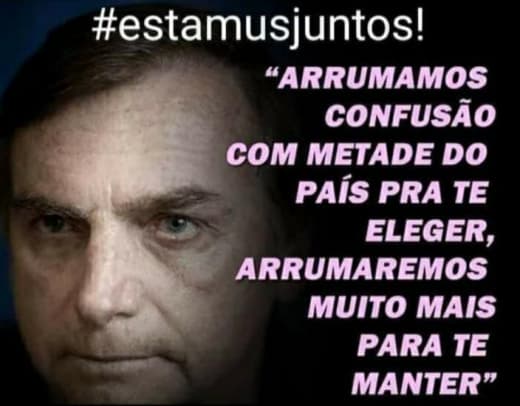 #estamusjuntos!
“ARRUMAMOS
CONFUSÃO
COM METADE DO
PAÍS PRA TE
ELEGER,
ARRUMAREMOS
MUITO MAIS
PARA TE
MANTER”